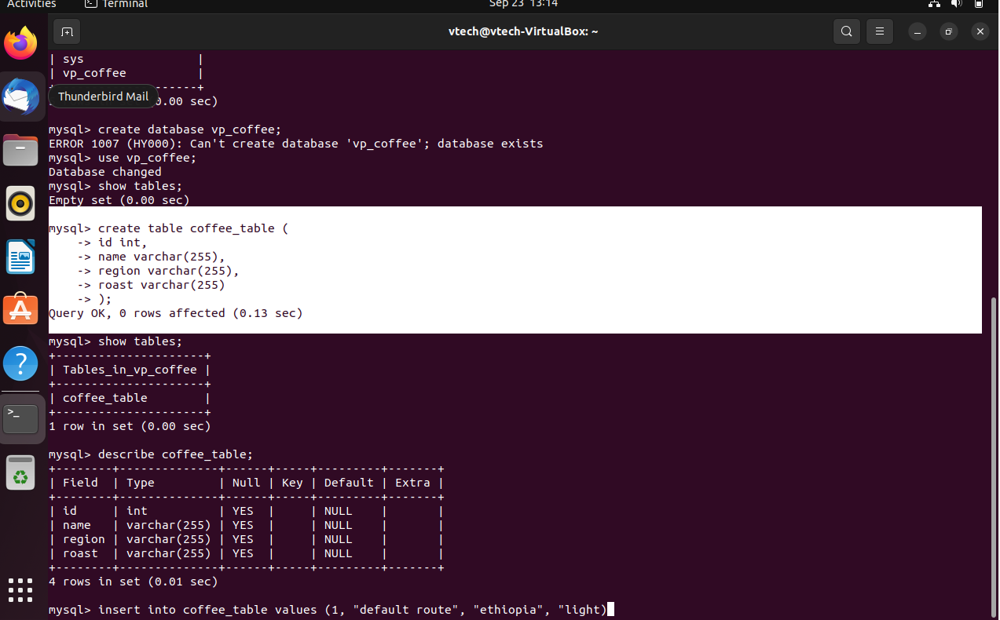 Activities Terminal Sep 23 13:14
vtech@vtech-VirtualBox: ~
| sys                |
| vp_coffee          |
Thunderbird Mail
0.00 sec)
mysql> create database vp_coffee;
ERROR 1007 (HY000): Can't create database 'vp_coffee'; database exists
mysql> use vp_coffee;
Database changed
mysql> show tables;
Empty set (0.00 sec)
mysql> create table coffee_table (
    -> id int,
    -> name varchar(255),
    -> region varchar(255),
    -> roast varchar(255)
    -> );
Query OK, 0 rows affected (0.13 sec)
mysql> show tables;
+---------------------+
| Tables_in_vp_coffee |
+---------------------+
| coffee_table        |
+---------------------+
1 row in set (0.00 sec)
mysql> describe coffee_table;
+--------+--------------+------+-----+---------+-------+
| Field  | Type         | Null | Key | Default | Extra |
+--------+--------------+------+-----+---------+-------+
| id     | int          | YES  |     | NULL    |       |
| name   | varchar(255) | YES  |     | NULL    |       |
| region | varchar(255) | YES  |     | NULL    |       |
| roast  | varchar(255) | YES  |     | NULL    |       |
+--------+--------------+------+-----+---------+-------+
4 rows in set (0.01 sec)
mysql> insert into coffee_table values (1, "default route", "ethiopia", "light)